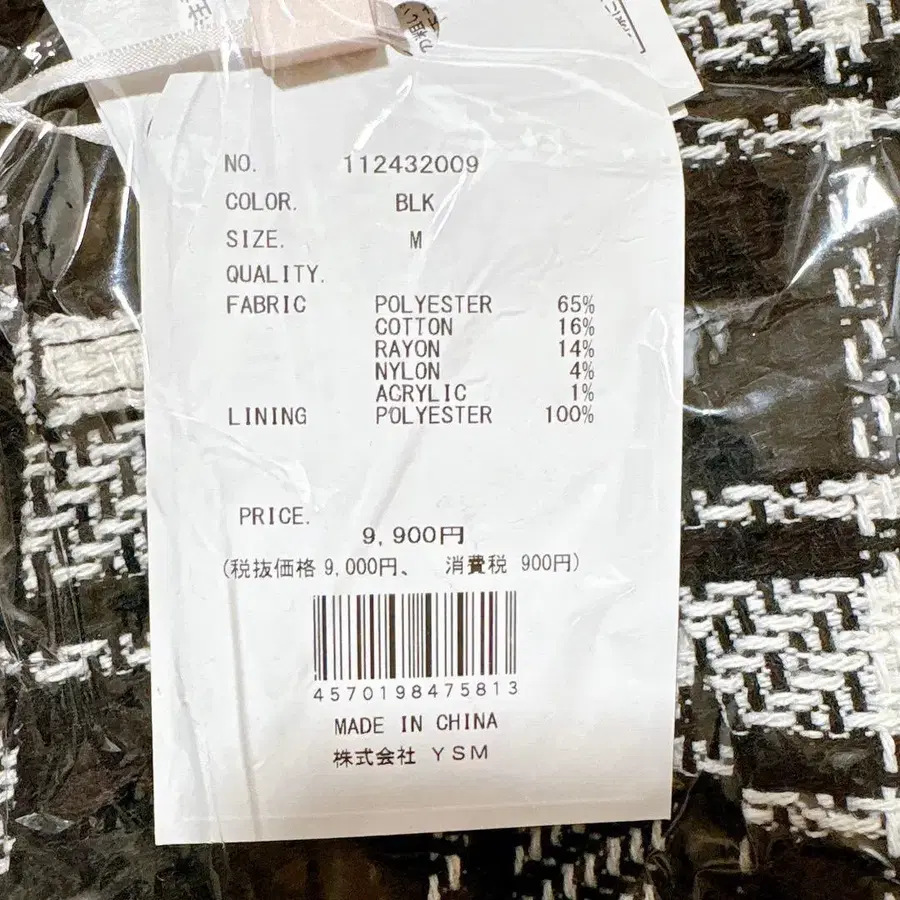 NO. 112432009
COLOR. BLK
SIZE. M
QUALITY.
FABRIC POLYESTER 65%
COTTON 16%
RAYON 14%
NYLON 4%
ACRYLIC 1%
LINING POLYESTER 100%
PRICE.
9,900円
(税抜価格 9,000円、 消費税 900円)
4570198475813
MADE IN CHINA
株式会社 YSM